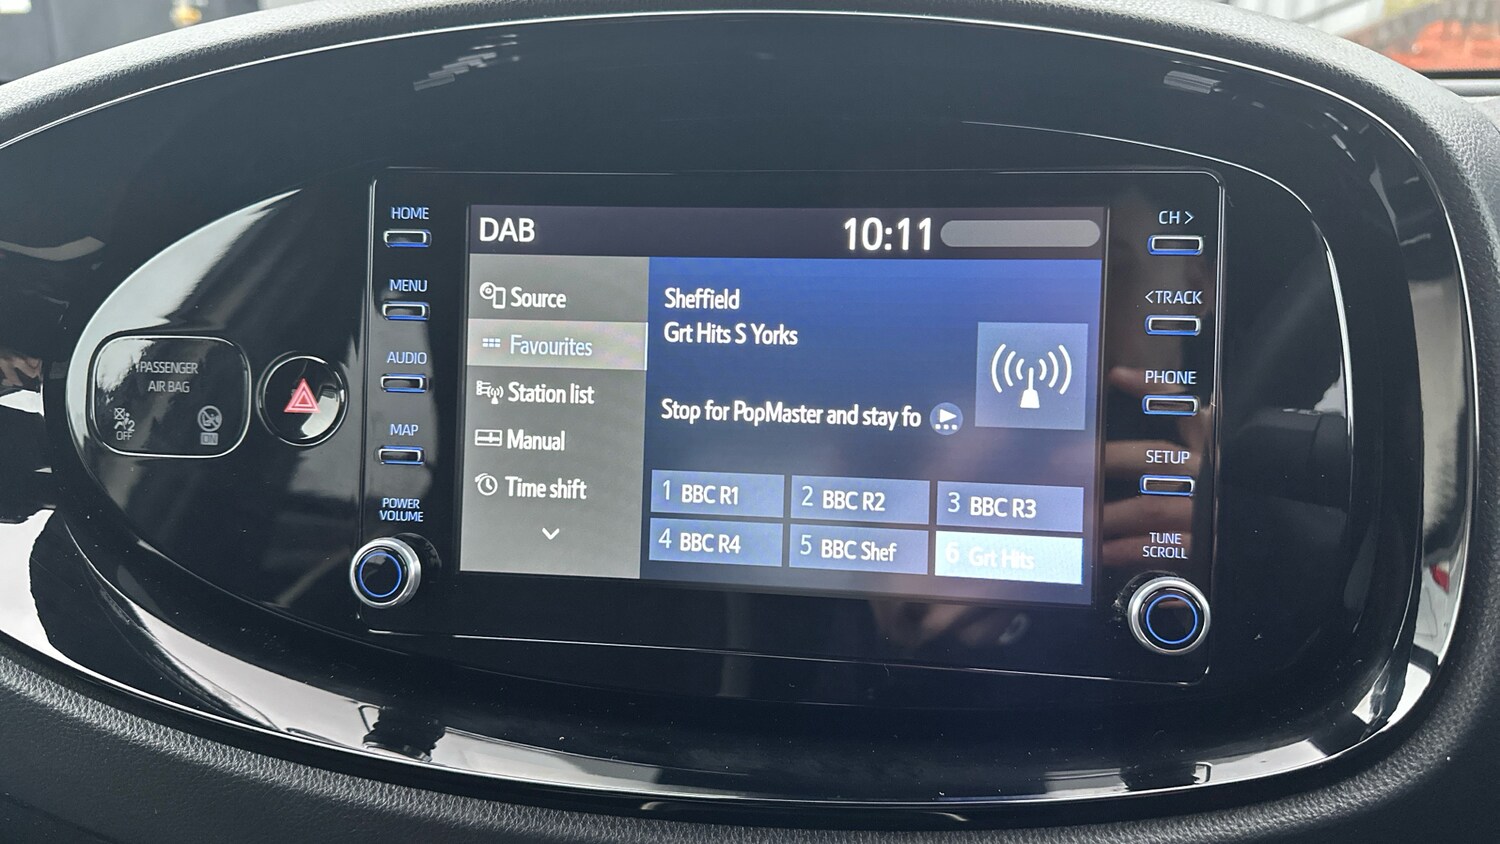 HOME
MENU
AUDIO
MAP
POWER
VOLUME
PASSENGER
AIR BAG
2
OFF
ON
DAB
10:11
Source
Favourites
Station list
Manual
Time shift
Sheffield
Grt Hits S Yorks
Stop for PopMaster and stay fo
1 BBC R1
2 BBC R2
3 BBC R3
4 BBC R4
5 BBC Shef
6 Grt Hits
CH >
<TRACK
PHONE
SETUP
TUNE
SCROLL